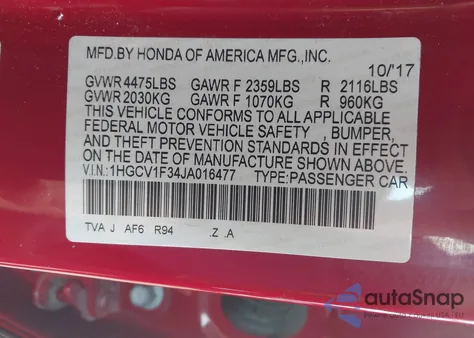 MFD.BY HONDA OF AMERICA MFG.,INC.
10/'17
GVWR 4475LBS GAWR F 2359LBS R 2116LBS
GVWR 2030KG GAWR F 1070KG R 960KG
THIS VEHICLE CONFORMS TO ALL APPLICABLE
FEDERAL MOTOR VEHICLE SAFETY , BUMPER,
AND THEFT PREVENTION STANDARDS IN EFFECT
ON THE DATE OF MANUFACTURE SHOWN ABOVE.
V.I.N.:1HGCV1F34JA016477 TYPE:PASSENGER CAR
TVA J AF6 R94 .Z .A
autoSnap